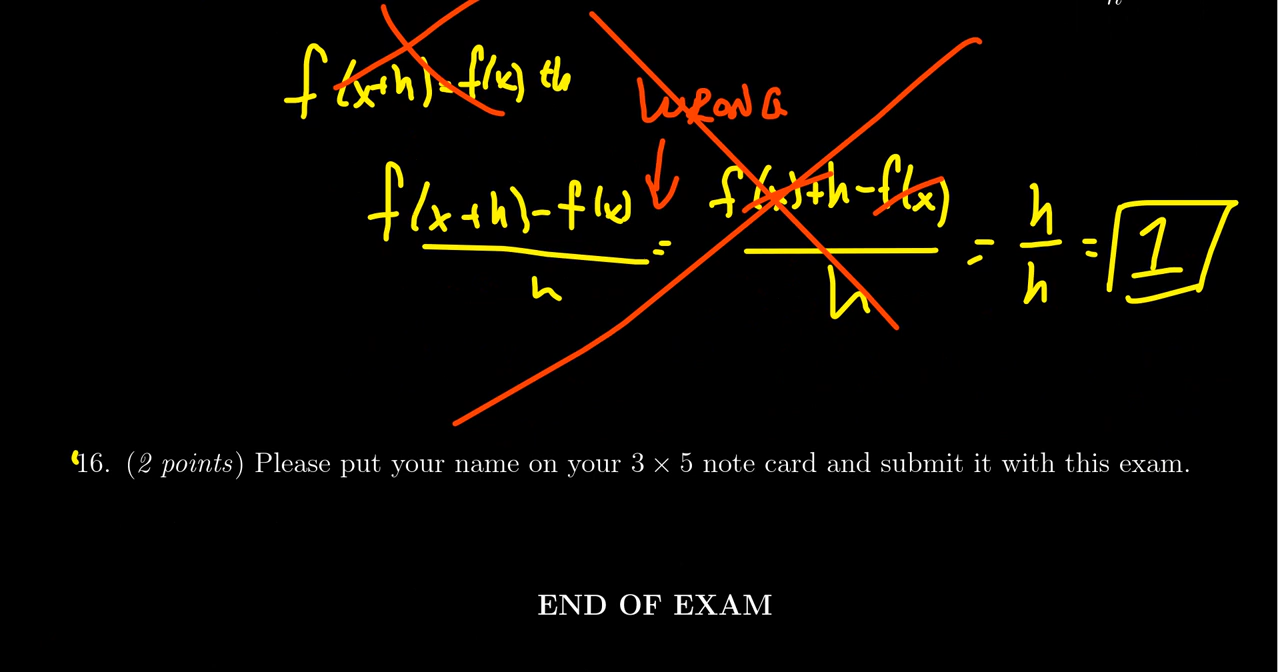 h
f(x+h) = f(x) + h
WRONG
f(x+h) - f(x) / h = f(x) + h - f(x) / h = h / h = 1
16. (2 points) Please put your name on your 3 × 5 note card and submit it with this exam.
END OF EXAM